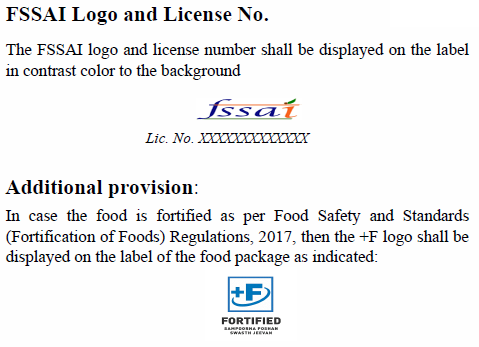 FSSAI Logo and License No.
The FSSAI logo and license number shall be displayed on the label
in contrast color to the background
fssai
Lic. No. XXXXXXXXXXXXX
Additional provision:
In case the food is fortified as per Food Safety and Standards
(Fortification of Foods) Regulations, 2017, then the +F logo shall be
displayed on the label of the food package as indicated:
+F
FORTIFIED
SAMPOORNA POSHAN
SWASTH JEEVAN